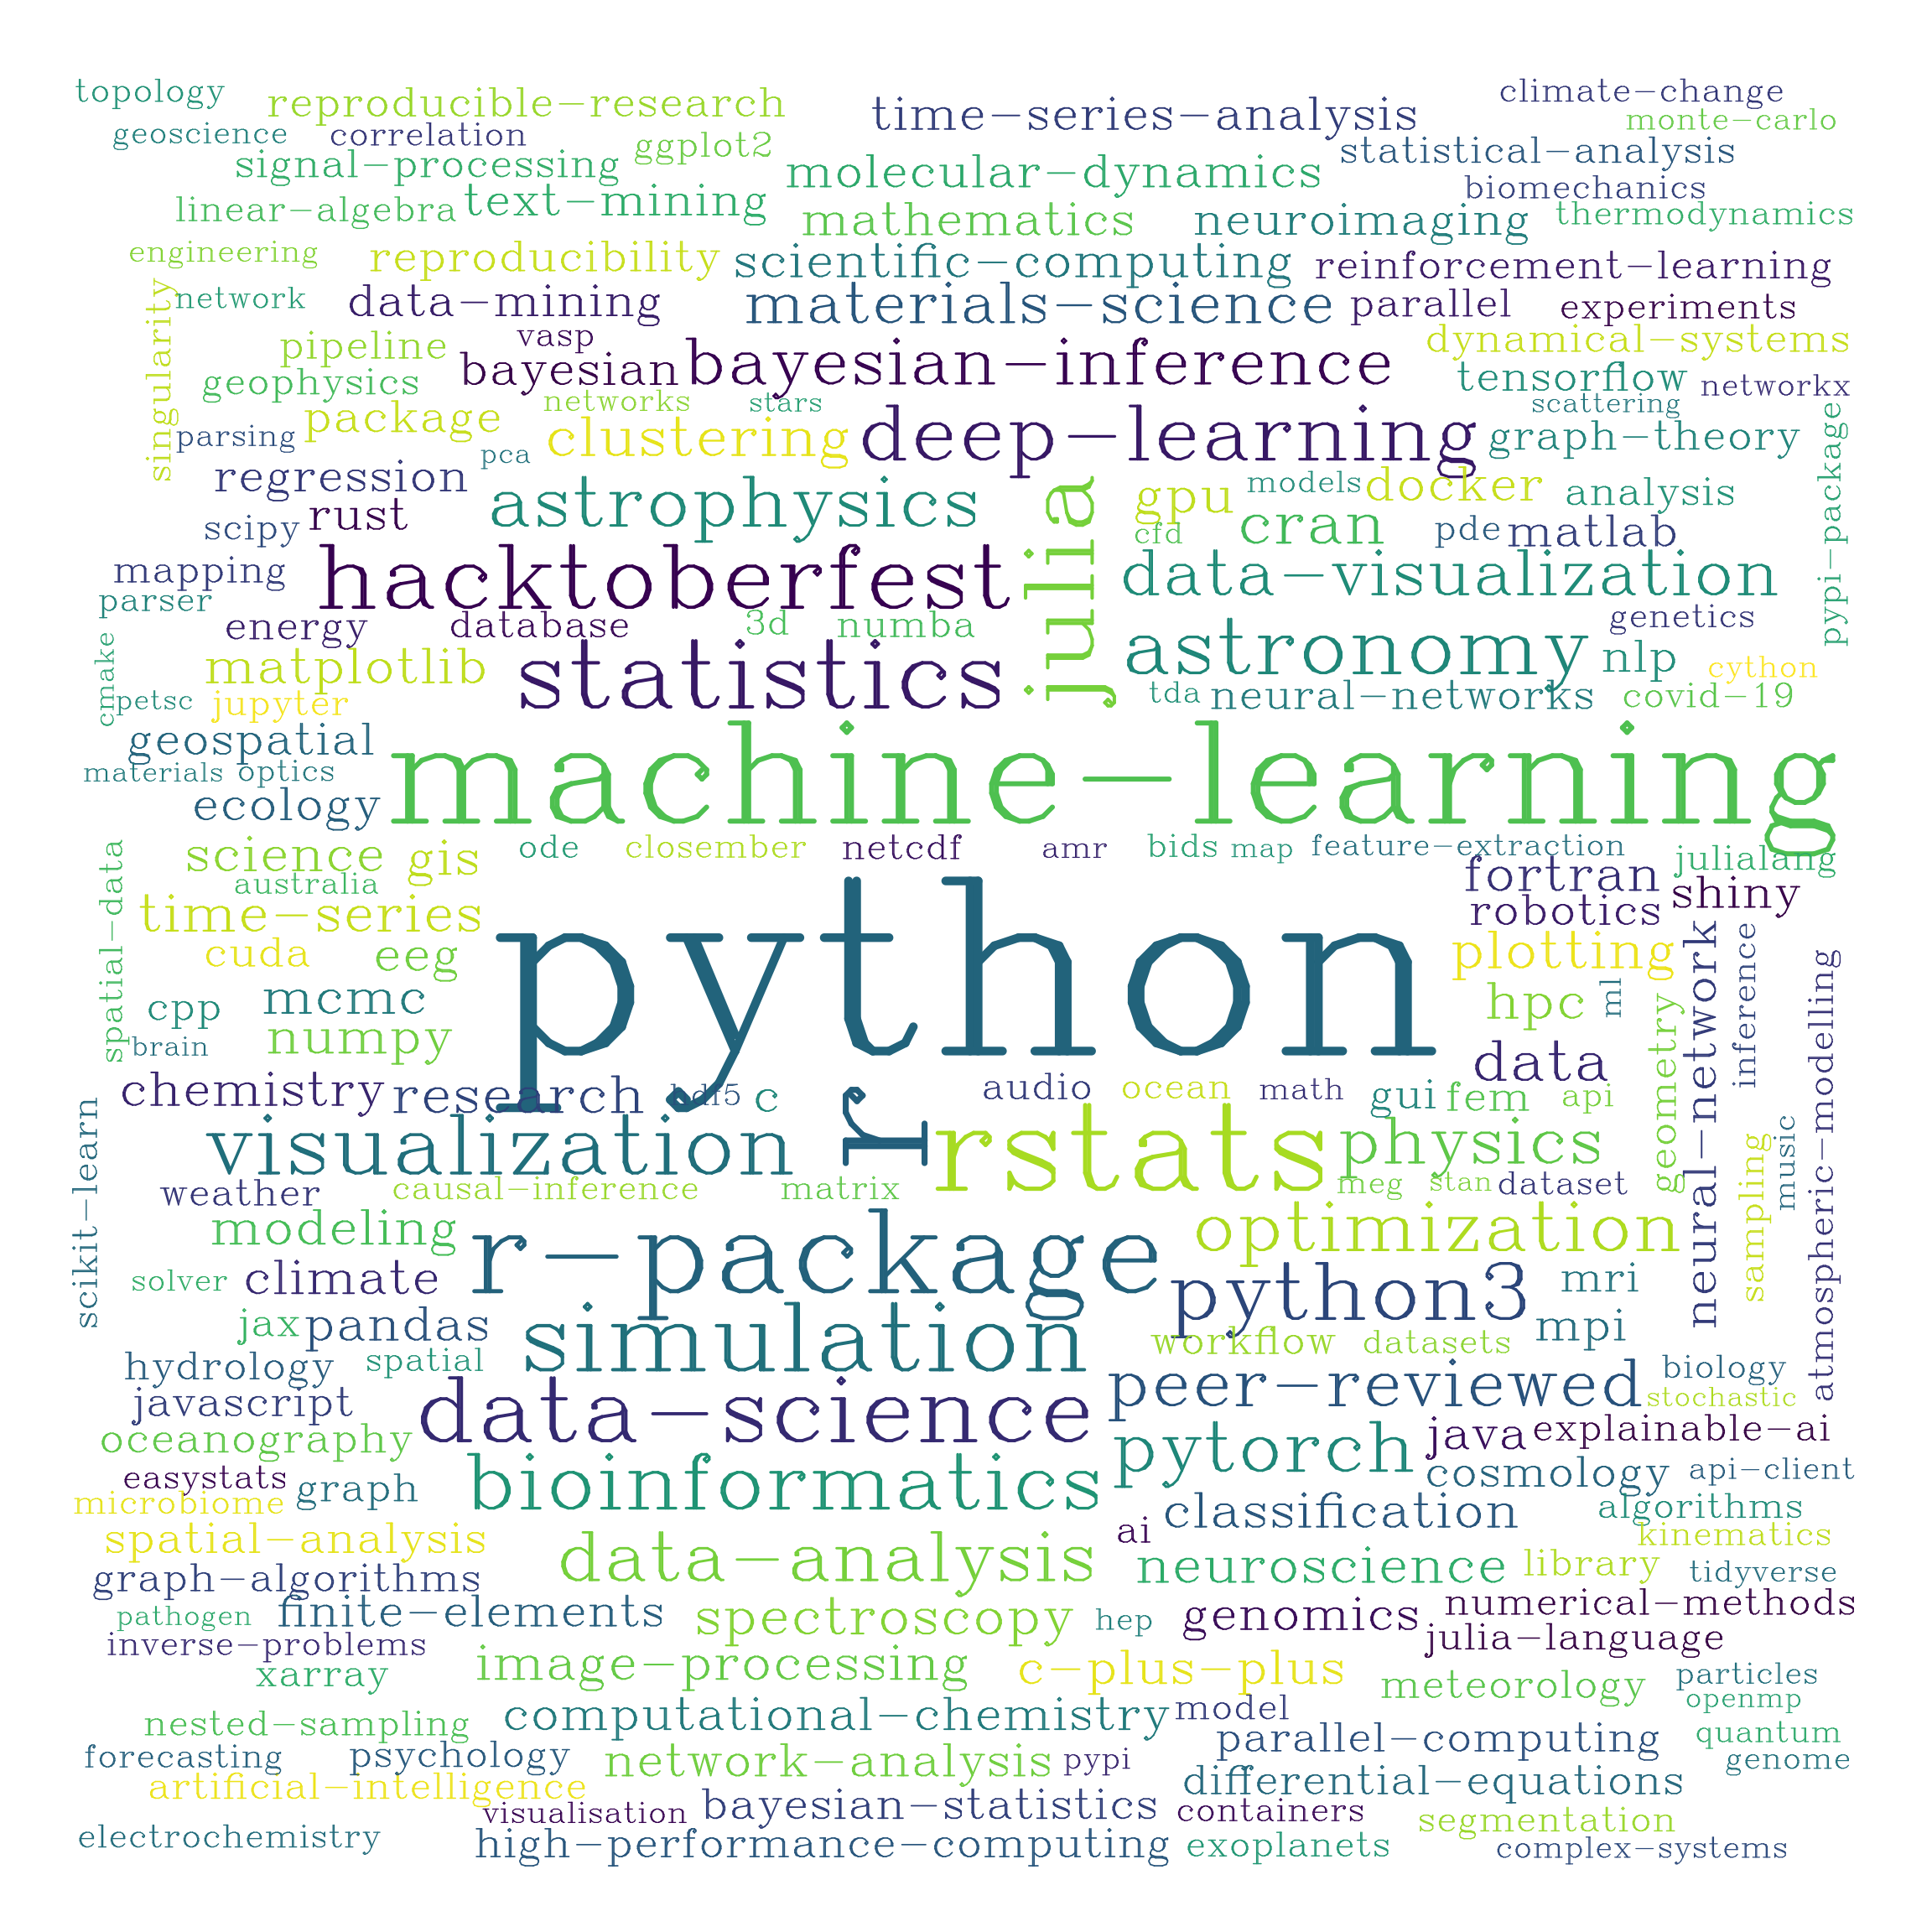 topology reproducible-research time-series-analysis climate-change
geoscience correlation ggplot2 monte-carlo
signal-processing molecular-dynamics statistical-analysis
linear-algebra text-mining mathematics neuroimaging biomechanics thermodynamics
engineering reproducibility scientific-computing reinforcement-learning
singularity network data-mining materials-science parallel experiments
pipeline vasp bayesian bayesian-inference dynamical-systems
geophysics networks stars tensorflow networkx
parsing package clustering deep-learning scattering graph-theory pypi-package
regression pca astrophysics julia gpu models docker analysis
scipy rust cfd cran pde matlab
mapping hacktoberfest data-visualization
parser energy database 3d numba genetics
cmake matplotlib statistics astronomy nlp cython
petsc jupyter tda neural-networks covid-19
geospatial machine-learning
materials optics
ecology
science gis ode closember netcdf amr bids map feature-extraction julialang
spatial-data australia fortran shiny
time-series python robotics
cuda eeg plotting neural-network inference atmospheric-modelling
cpp mcmc hpc ml geometry
brain numpy data
chemistry research hdf5 c audio ocean math gui fem api
scikit-learn visualization r rstats physics sampling music
weather causal-inference matrix meg stan dataset
modeling r-package optimization
solver climate python3 mri
jax pandas simulation workflow datasets mpi
hydrology spatial peer-reviewed biology
javascript data-science stochastic
oceanography pytorch java explainable-ai
easystats graph bioinformatics cosmology api-client
microbiome classification algorithms
spatial-analysis data-analysis ai kinematics
graph-algorithms neuroscience library tidyverse
pathogen finite-elements spectroscopy hep genomics numerical-methods
inverse-problems julia-language
xarray image-processing c-plus-plus meteorology particles
nested-sampling computational-chemistry model openmp
forecasting psychology network-analysis pypi parallel-computing quantum genome
artificial-intelligence differential-equations
visualisation bayesian-statistics containers segmentation
electrochemistry high-performance-computing exoplanets complex-systems